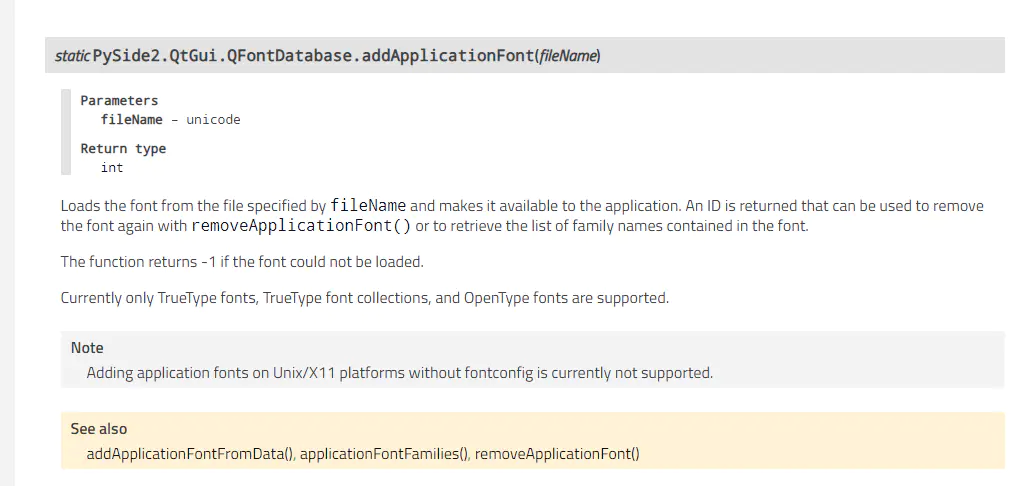 static PySide2.QtGui.QFontDatabase.addApplicationFont(fileName)
Parameters
fileName – unicode
Return type
int
Loads the font from the file specified by fileName and makes it available to the application. An ID is returned that can be used to remove
the font again with removeApplicationFont() or to retrieve the list of family names contained in the font.
The function returns -1 if the font could not be loaded.
Currently only TrueType fonts, TrueType font collections, and OpenType fonts are supported.
Note
Adding application fonts on Unix/X11 platforms without fontconfig is currently not supported.
See also
addApplicationFontFromData(), applicationFontFamilies(), removeApplicationFont()